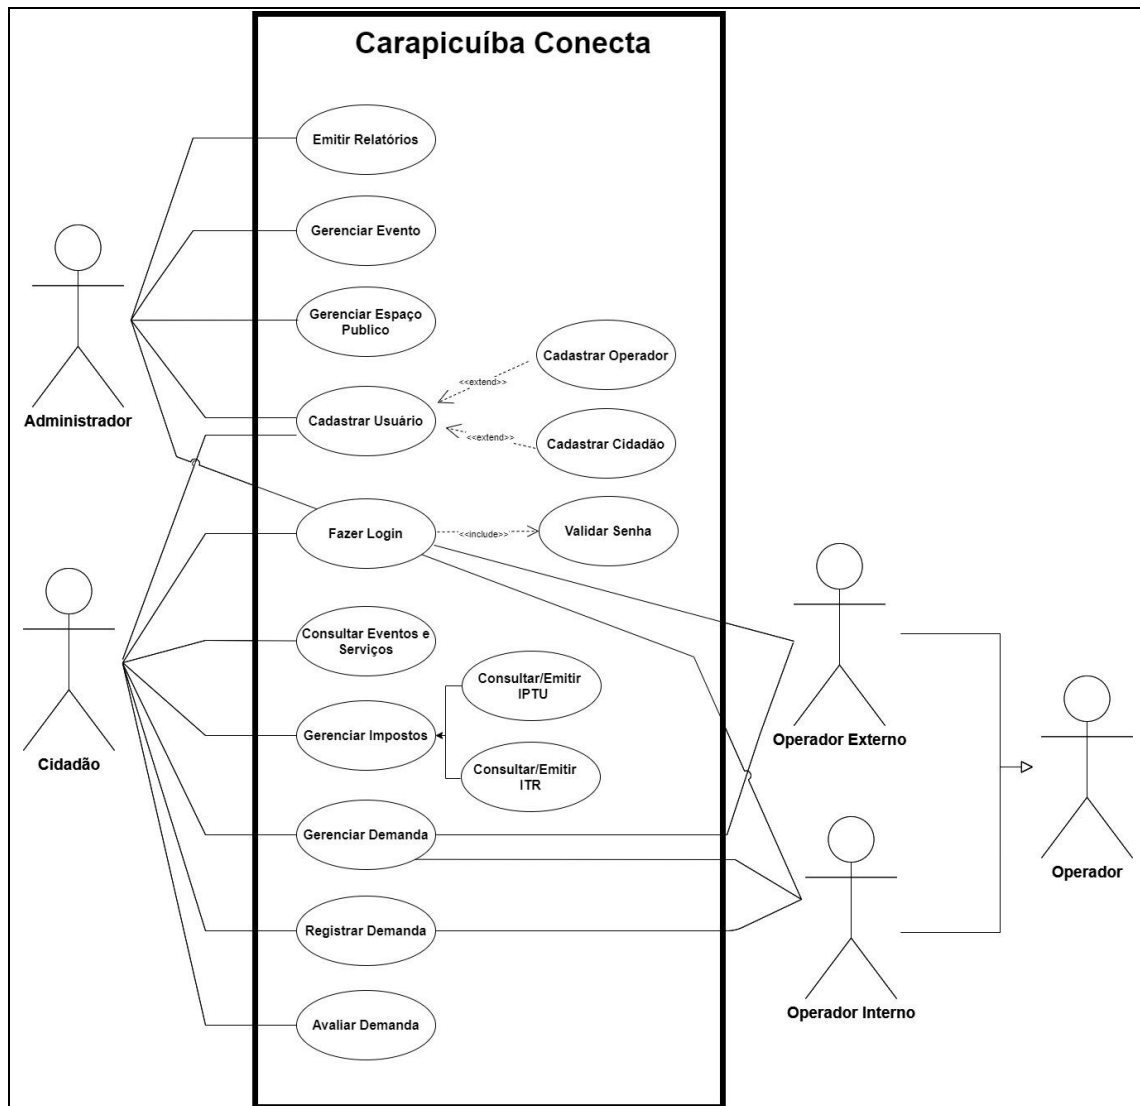 Carapicuíba Conecta
Emitir Relatórios
Gerenciar Evento
Gerenciar Espaço
Publico
Cadastrar Operador
<<extend>>
Administrador
Cadastrar Usuário
<<extend>>
Cadastrar Cidadão
Fazer Login
<<include>>
Validar Senha
Consultar Eventos e
Serviços
Consultar/Emitir
IPTU
Gerenciar Impostos
Operador Externo
Cidadão
Consultar/Emitir
ITR
Gerenciar Demanda
Operador
Registrar Demanda
Operador Interno
Avaliar Demanda